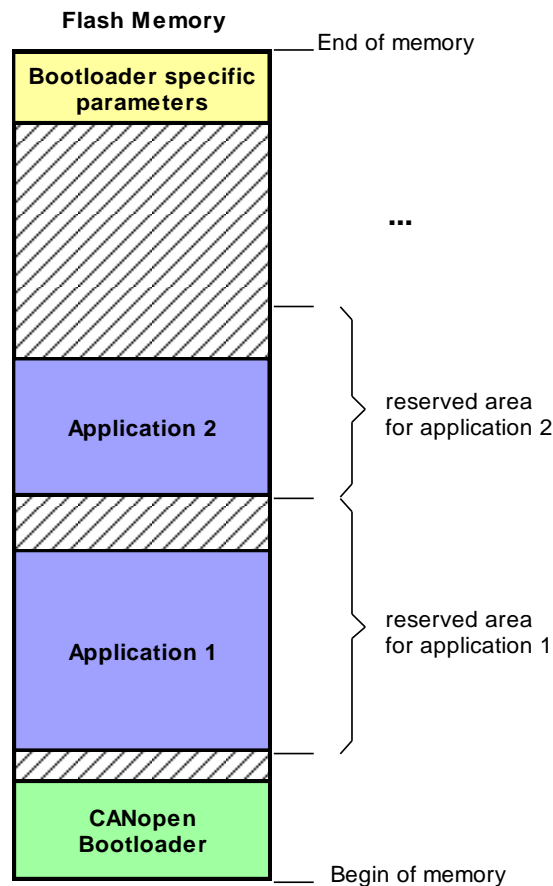 Flash Memory
End of memory
Bootloader specific
parameters
...
Application 2
reserved area
for application 2
Application 1
reserved area
for application 1
CANopen
Bootloader
Begin of memory